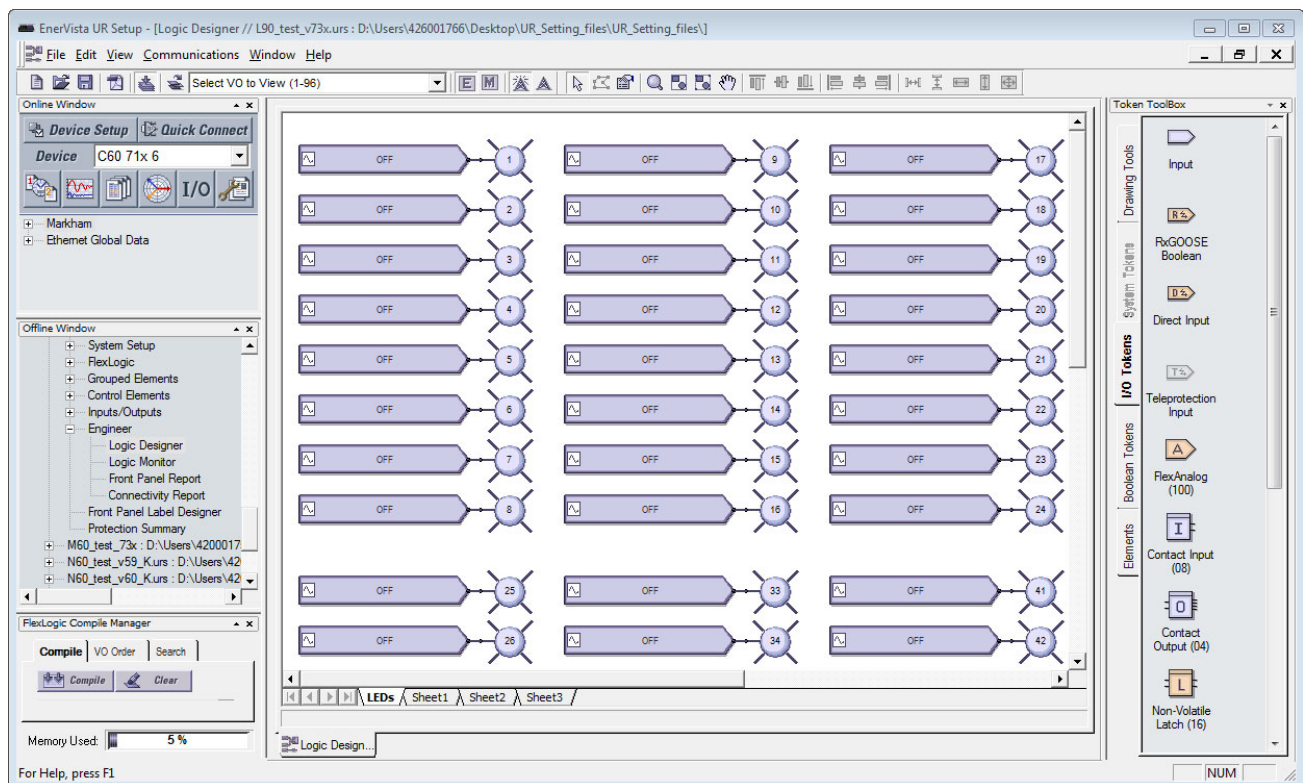 EnerVista UR Setup - [Logic Designer // L90_test_v73x.urs : D:\Users\426001766\Desktop\UR_Setting_files\UR_Setting_files\]
File Edit View Communications Window Help
Select VO to View (1-96)
E M
Online Window
Device Setup Quick Connect
Device C60 71x 6
I/O
Markham
Ethernet Global Data
Offline Window
System Setup
FlexLogic
Grouped Elements
Control Elements
Inputs/Outputs
Engineer
Logic Designer
Logic Monitor
Front Panel Report
Connectivity Report
Front Panel Label Designer
Protection Summary
M60_test_73x : D:\Users\4200017
N60_test_v59_K.urs : D:\Users\42
N60_test_v60_K.urs : D:\Users\42
FlexLogic Compile Manager
Compile VO Order Search
Compile Clear
Memory Used: 5 %
For Help, press F1
OFF 1 OFF 9 OFF 17
OFF 2 OFF 10 OFF 18
OFF 3 OFF 11 OFF 19
OFF 4 OFF 12 OFF 20
OFF 5 OFF 13 OFF 21
OFF 6 OFF 14 OFF 22
OFF 7 OFF 15 OFF 23
OFF 8 OFF 16 OFF 24
OFF 25 OFF 33 OFF 41
OFF 26 OFF 34 OFF 42
LEDs Sheet1 Sheet2 Sheet3
Logic Design...
Token ToolBox
Drawing Tools
System Tokens
I/O Tokens
Boolean Tokens
Elements
Input
R
RxGOOSE
Boolean
D
Direct Input
T
Teleprotection
Input
A
FlexAnalog
(100)
I
Contact Input
(08)
O
Contact
Output (04)
L
Non-Volatile
Latch (16)
NUM